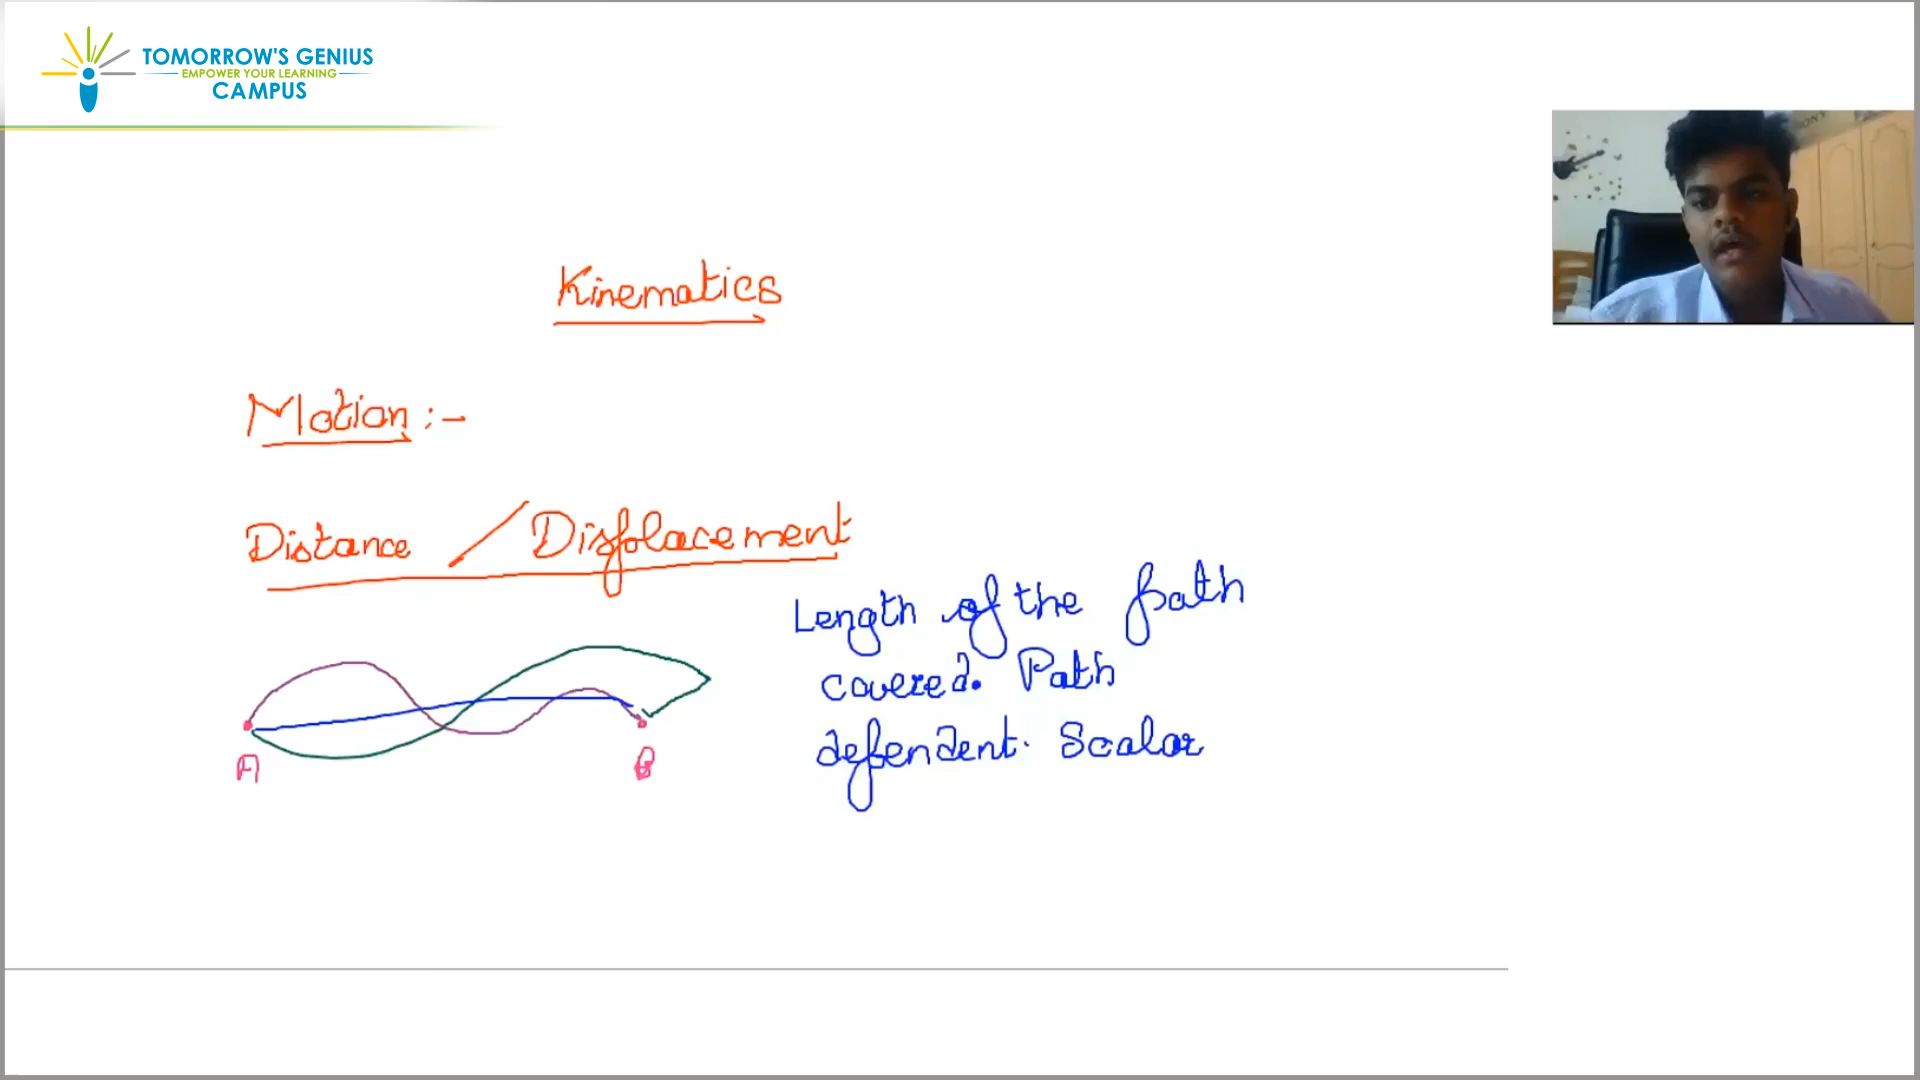 TOMORROW'S GENIUS
EMPOWER YOUR LEARNING
CAMPUS
Kinematics
Motion :-
Distance / Displacement
Length of the path
covered. Path
dependent. Scalar
A
B